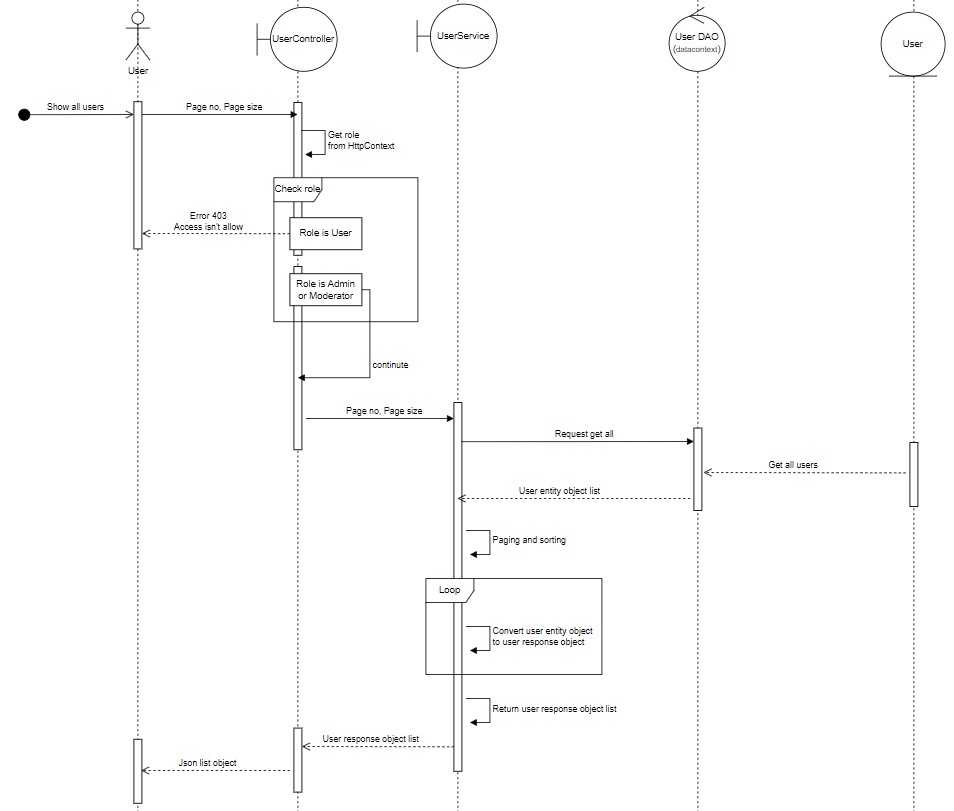 User
UserController
UserService
User DAO
(datacontext)
User
Show all users
Page no, Page size
Get role
from HttpContext
Check role
Error 403
Access isn't allow
Role is User
Role is Admin
or Moderator
continute
Page no, Page size
Request get all
Get all users
User entity object list
Paging and sorting
Loop
Convert user entity object
to user response object
Return user response object list
User response object list
Json list object